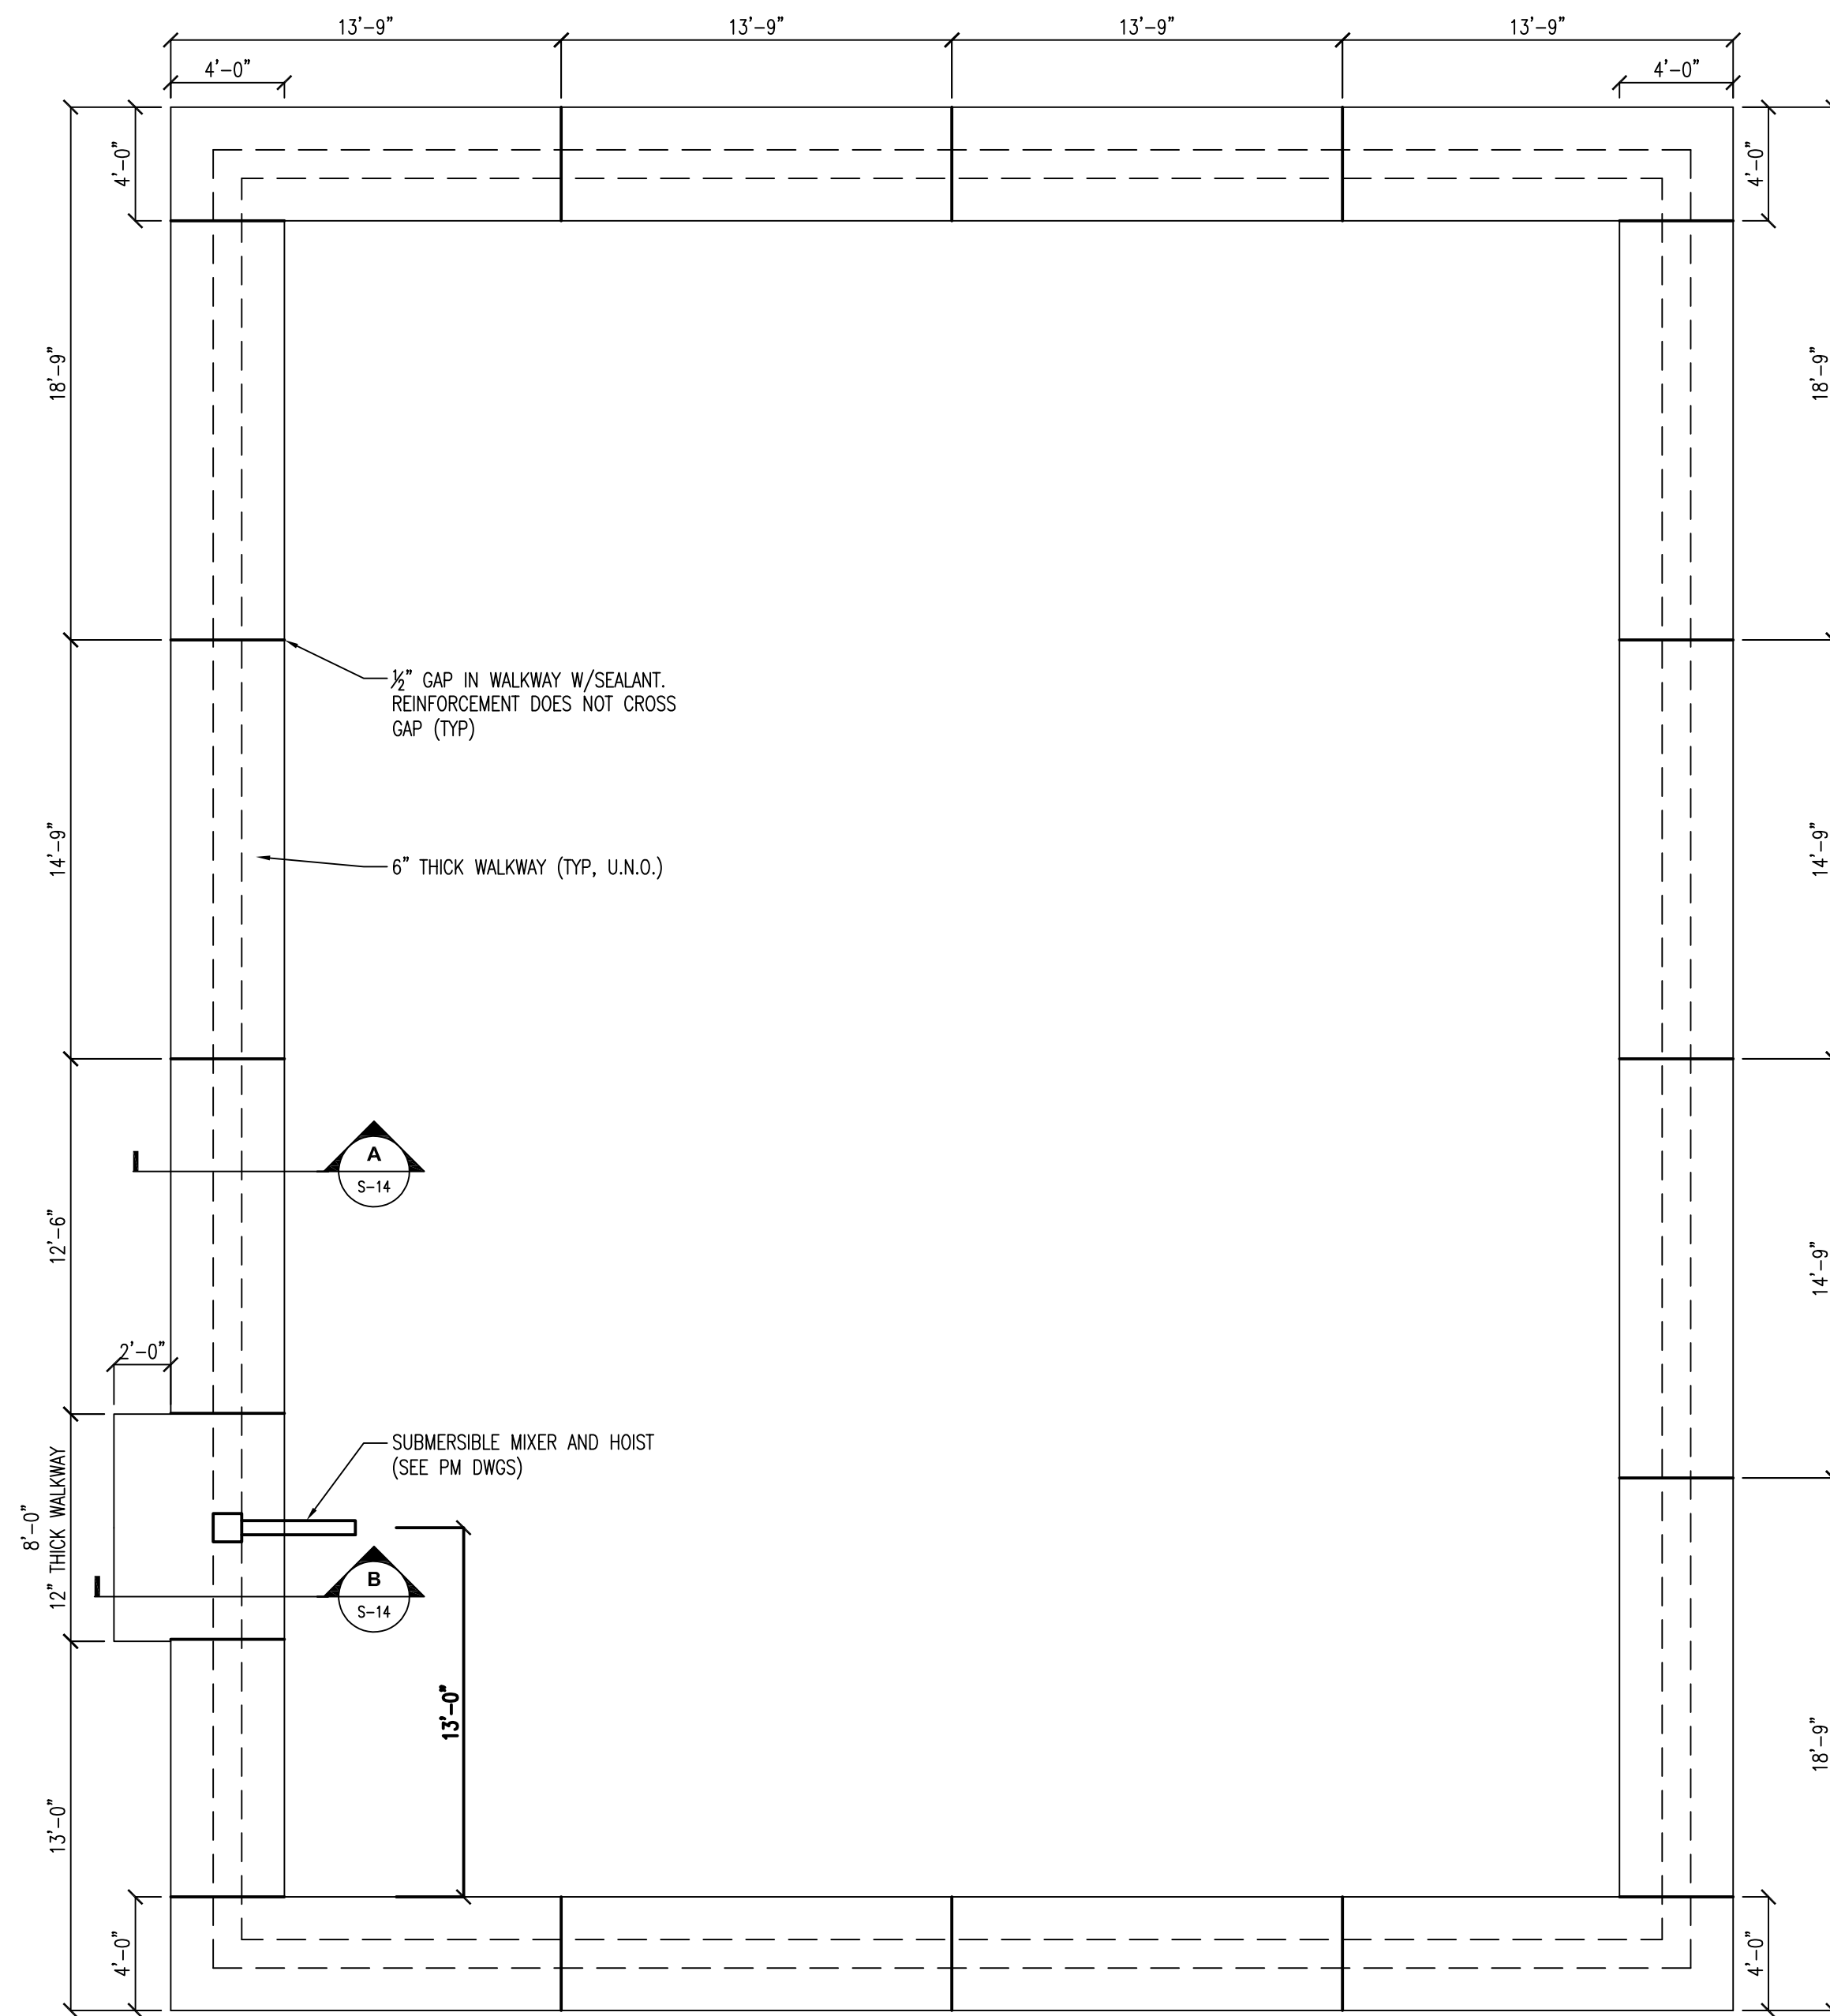 13'-9"
13'-9"
13'-9"
13'-9"
4'-0"
4'-0"
4'-0"
4'-0"
18'-9"
18'-9"
½" GAP IN WALKWAY W/SEALANT.
REINFORCEMENT DOES NOT CROSS
GAP (TYP)
14'-9"
6" THICK WALKWAY (TYP, U.N.O.)
14'-9"
A
S-14
12'-6"
14'-9"
2'-0"
SUBMERSIBLE MIXER AND HOIST
(SEE PM DWGS)
8'-0"
12" THICK WALKWAY
B
S-14
13'-0"
18'-9"
13'-0"
4'-0"
4'-0"